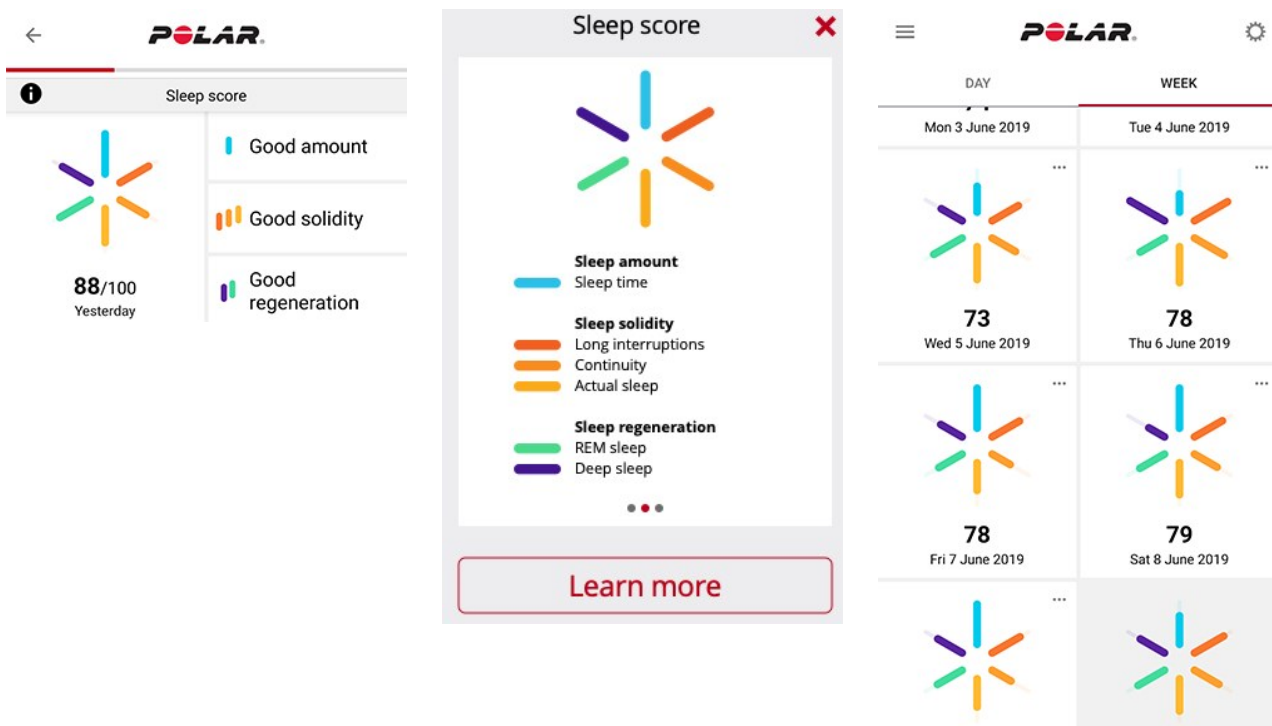 POLAR
Sleep score
Good amount
Good solidity
Good
regeneration
88/100
Yesterday
Sleep score
Sleep amount
Sleep time
Sleep solidity
Long interruptions
Continuity
Actual sleep
Sleep regeneration
REM sleep
Deep sleep
Learn more
POLAR
DAY
WEEK
Mon 3 June 2019
Tue 4 June 2019
73
Wed 5 June 2019
78
Thu 6 June 2019
78
Fri 7 June 2019
79
Sat 8 June 2019